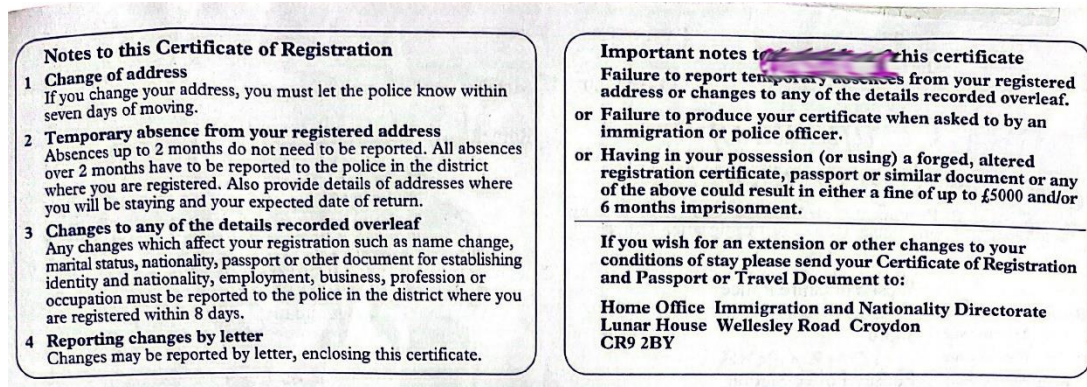 Notes to this Certificate of Registration
1 Change of address
If you change your address, you must let the police know within
seven days of moving.
2 Temporary absence from your registered address
Absences up to 2 months do not need to be reported. All absences
over 2 months have to be reported to the police in the district
where you are registered. Also provide details of addresses where
you will be staying and your expected date of return.
3 Changes to any of the details recorded overleaf
Any changes which affect your registration such as name change,
marital status, nationality, passport or other document for establishing
identity and nationality, employment, business, profession or
occupation must be reported to the police in the district where you
are registered within 8 days.
4 Reporting changes by letter
Changes may be reported by letter, enclosing this certificate.
Important notes this certificate
Failure to report temporary absences from your registered
address or changes to any of the details recorded overleaf.
or Failure to produce your certificate when asked to by an
immigration or police officer.
or Having in your possession (or using) a forged, altered
registration certificate, passport or similar document or any
of the above could result in either a fine of up to £5000 and/or
6 months imprisonment.
If you wish for an extension or other changes to your
conditions of stay please send your Certificate of Registration
and Passport or Travel Document to:
Home Office Immigration and Nationality Directorate
Lunar House Wellesley Road Croydon
CR9 2BY